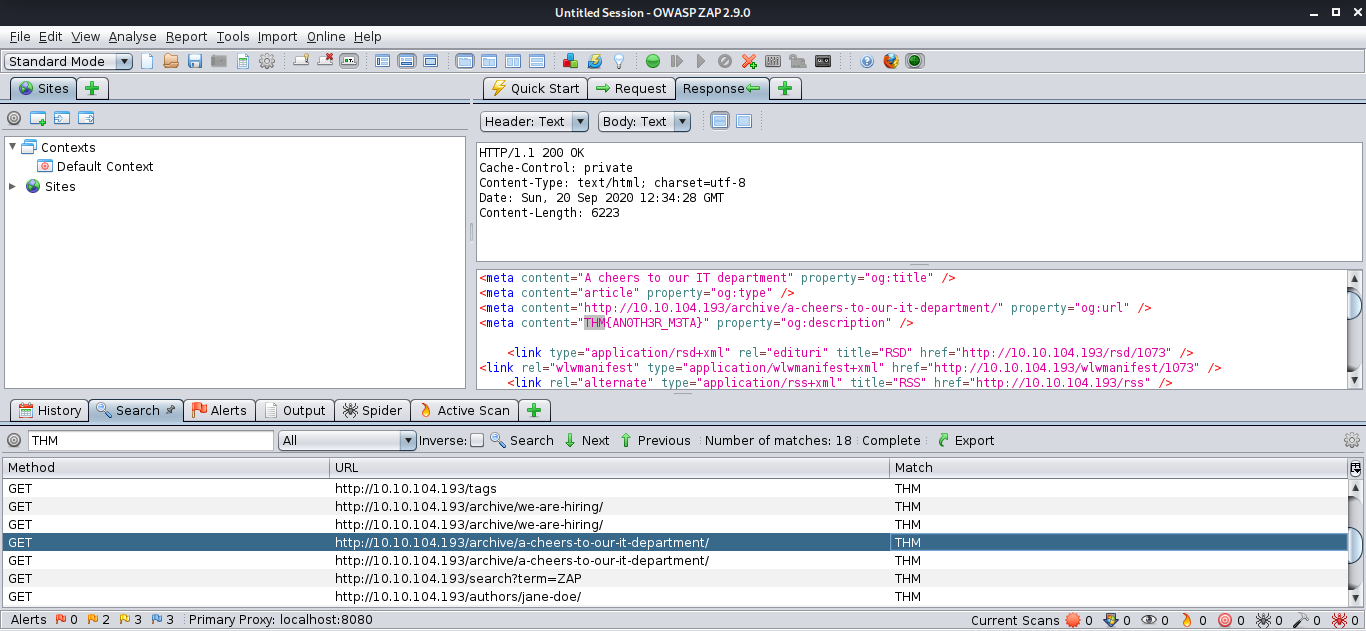 Untitled Session - OWASP ZAP 2.9.0
File Edit View Analyse Report Tools Import Online Help
Standard Mode
Sites
Quick Start Request Response
Header: Text Body: Text
Contexts
Default Context
Sites
HTTP/1.1 200 OK
Cache-Control: private
Content-Type: text/html; charset=utf-8
Date: Sun, 20 Sep 2020 12:34:28 GMT
Content-Length: 6223
<meta content="A cheers to our IT department" property="og:title" />
<meta content="article" property="og:type" />
<meta content="http://10.10.104.193/archive/a-cheers-to-our-it-department/" property="og:url" />
<meta content="THM{AN0TH3R_M3TA}" property="og:description" />
<link type="application/rsd+xml" rel="edituri" title="RSD" href="http://10.10.104.193/rsd/1073" />
<link rel="wlwmanifest" type="application/wlwmanifest+xml" href="http://10.10.104.193/wlwmanifest/1073" />
<link rel="alternate" type="application/rss+xml" title="RSS" href="http://10.10.104.193/rss" />
History Search Alerts Output Spider Active Scan
THM All Inverse: Search Next Previous Number of matches: 18 Complete Export
Method URL Match
GET http://10.10.104.193/tags THM
GET http://10.10.104.193/archive/we-are-hiring/ THM
GET http://10.10.104.193/archive/we-are-hiring/ THM
GET http://10.10.104.193/archive/a-cheers-to-our-it-department/ THM
GET http://10.10.104.193/archive/a-cheers-to-our-it-department/ THM
GET http://10.10.104.193/search?term=ZAP THM
GET http://10.10.104.193/authors/jane-doe/ THM
Alerts 0 2 3 3 Primary Proxy: localhost:8080 Current Scans 0 0 0 0 0 0 0 0